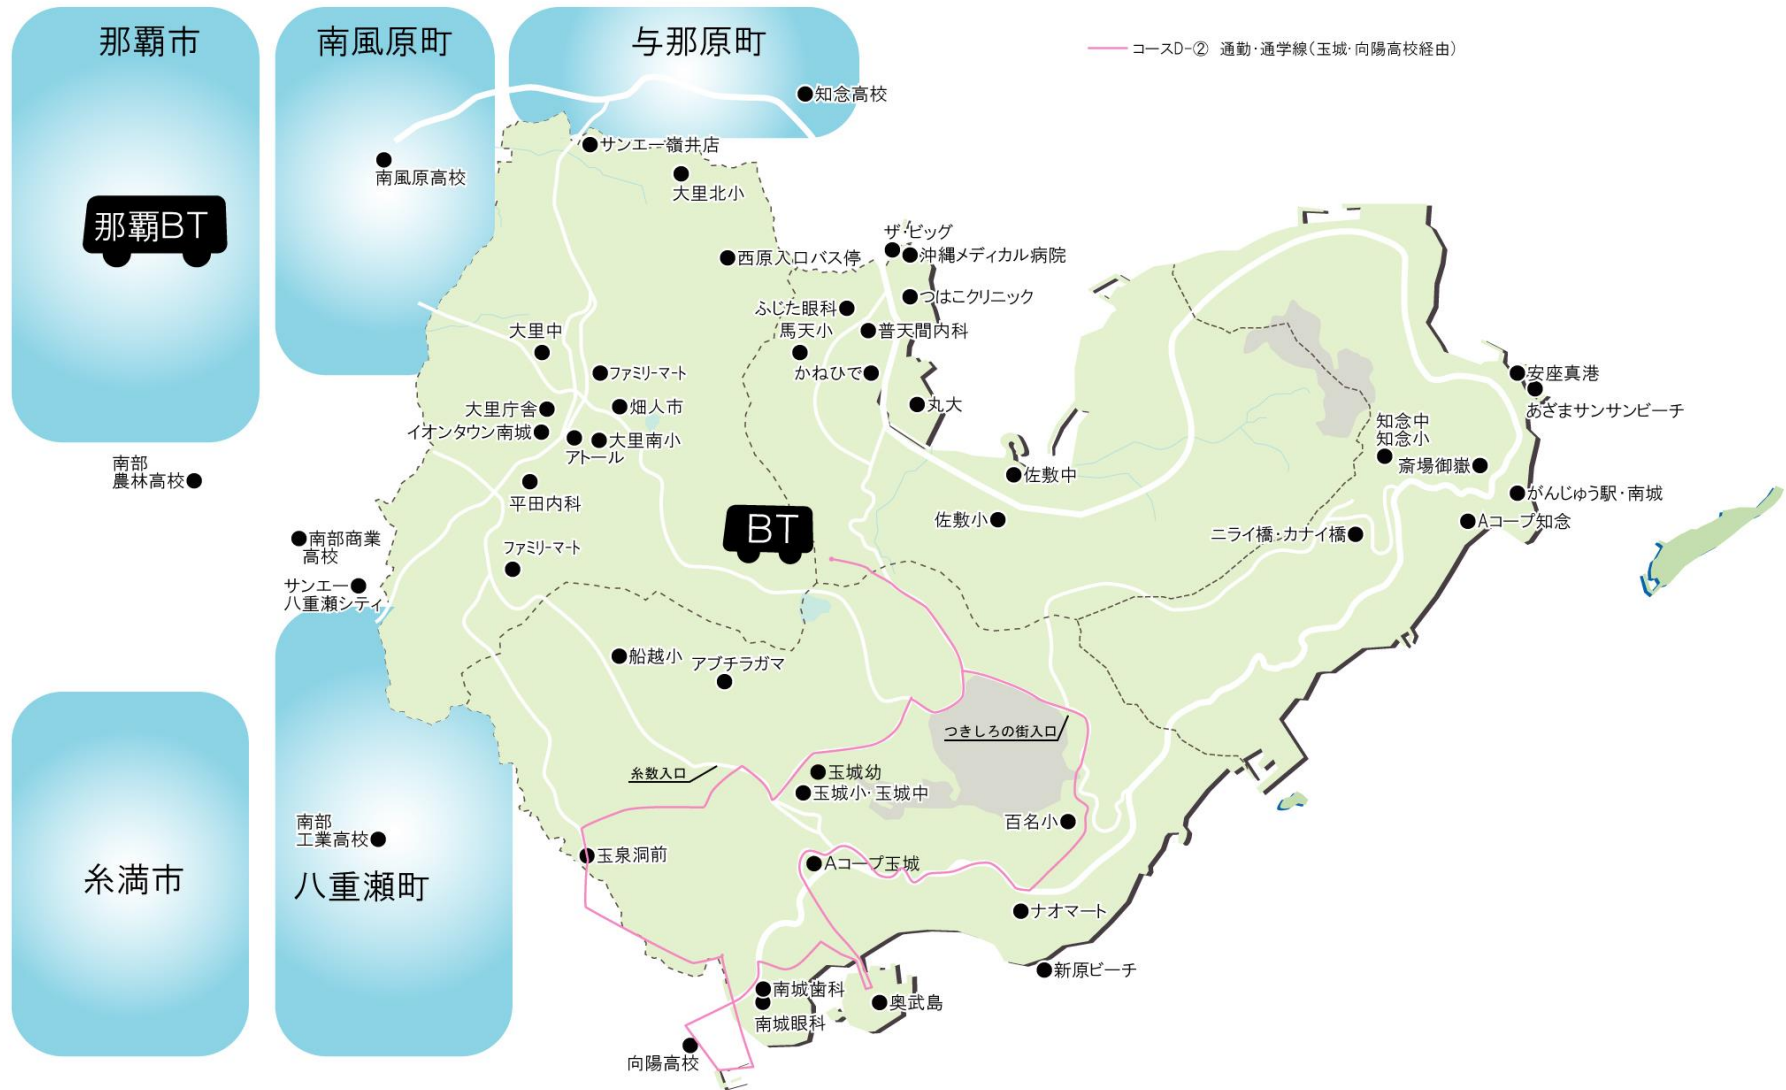 那覇市
南風原町
与那原町
コースD-② 通勤・通学線(玉城・向陽高校経由)
知念高校
サンエー嶺井店
南風原高校
大里北小
那覇BT
ザ・ビッグ
西原入口バス停
沖縄メディカル病院
つはこクリニック
ふじた眼科
大里中
馬天小
普天間内科
ファミリーマート
かねひで
安座真港
大里庁舎
畑人市
丸大
あざまサンサンビーチ
イオンタウン南城
大里南小
知念中
知念小
アトール
斎場御嶽
南部
農林高校
佐敷中
平田内科
がんじゅう駅・南城
BT
佐敷小
Aコープ知念
南部商業
高校
ファミリーマート
ニライ橋・カナイ橋
サンエー
八重瀬シティ
船越小
アブチラガマ
つきしろの街入口
糸数入口
玉城幼
玉城小・玉城中
南部
工業高校
百名小
玉泉洞前
Aコープ玉城
糸満市
八重瀬町
ナオマート
新原ビーチ
南城歯科
奥武島
南城眼科
向陽高校